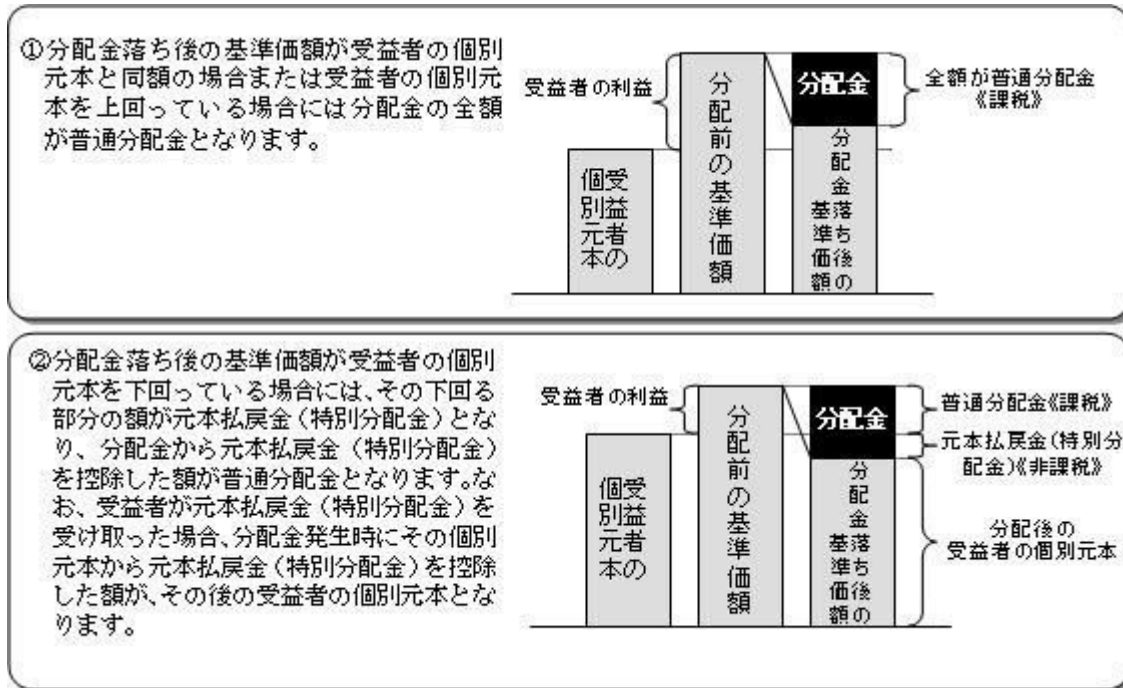 ①分配金落ち後の基準価額が受益者の個別
元本と同額の場合または受益者の個別元
本を上回っている場合には分配金の全額
が普通分配金となります。
受益者の利益
受益者の
個別元本
分配前の基準価額
分配金
分配金落ち後の
基準価額
全額が普通分配金
《課税》
②分配金落ち後の基準価額が受益者の個別
元本を下回っている場合には、その下回る
部分の額が元本払戻金(特別分配金)とな
り、分配金から元本払戻金(特別分配金)
を控除した額が普通分配金となります。な
お、受益者が元本払戻金(特別分配金)を
受け取った場合、分配金発生時にその個別
元本から元本払戻金(特別分配金)を控除
した額が、その後の受益者の個別元本とな
ります。
受益者の利益
受益者の
個別元本
分配前の基準価額
分配金
分配金落ち後の
基準価額
普通分配金《課税》
元本払戻金(特別分
配金)《非課税》
分配後の
受益者の個別元本